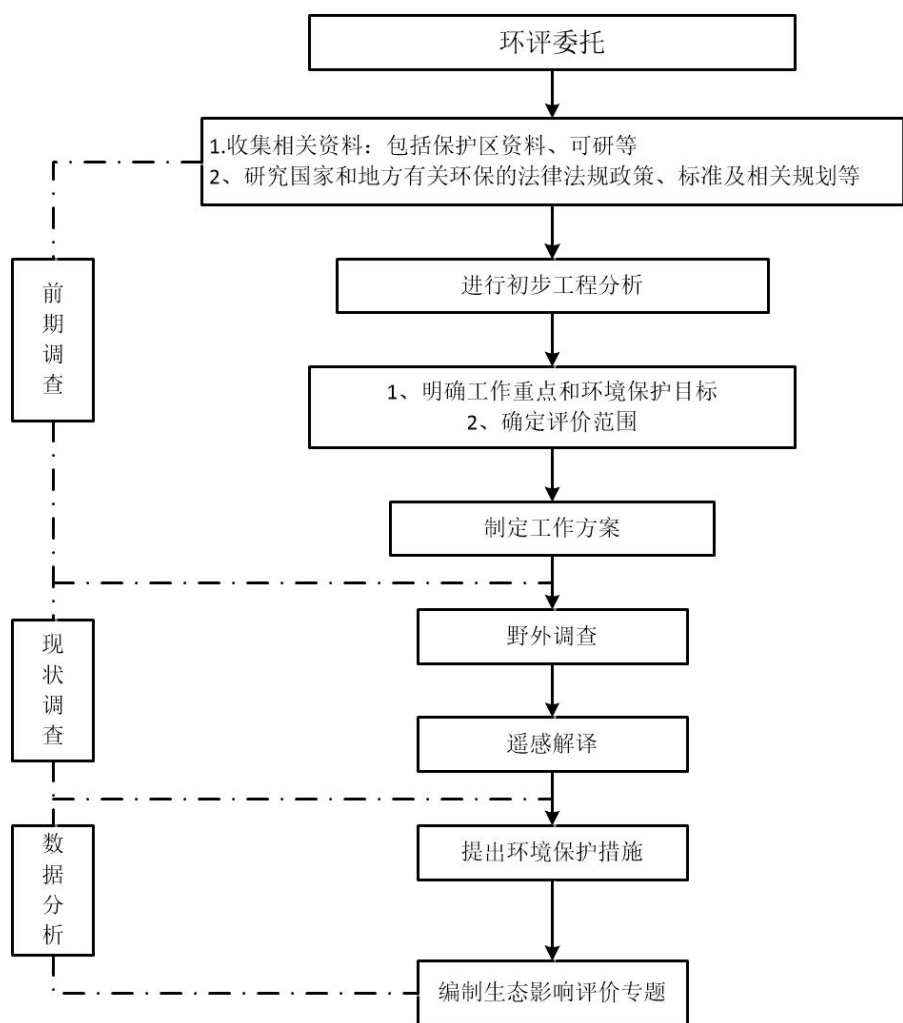 环评委托
1.收集相关资料：包括保护区资料、可研等
2、研究国家和地方有关环保的法律法规政策、标准及相关规划等
进行初步工程分析
前期调查
1、明确工作重点和环境保护目标
2、确定评价范围
制定工作方案
野外调查
现状调查
遥感解译
提出环境保护措施
数据分析
编制生态影响评价专题